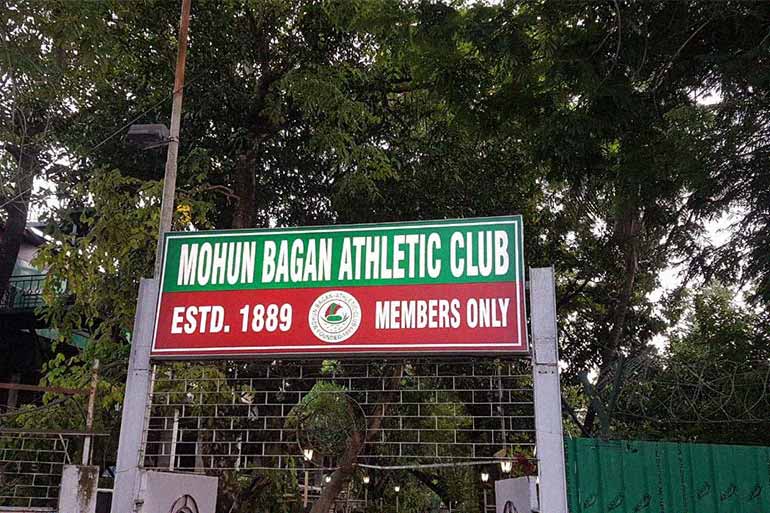 MOHUN BAGAN ATHLETIC CLUB
ESTD. 1889
MEMBERS ONLY